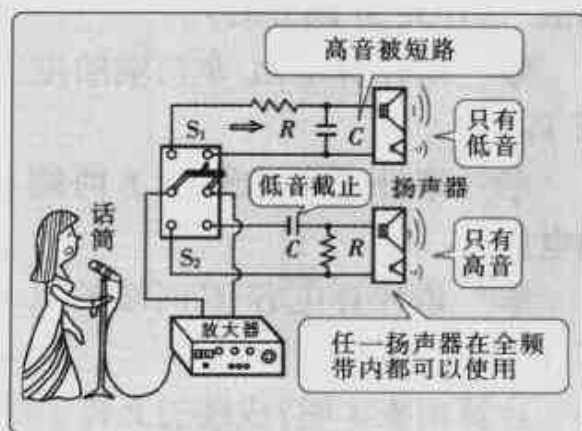 高音被短路
S₁
⇒ R
C
只有
低音
低音截止
扬声器
话
筒
C
R
只有
高音
S₂
放大器
任一扬声器在全频
带内都可以使用